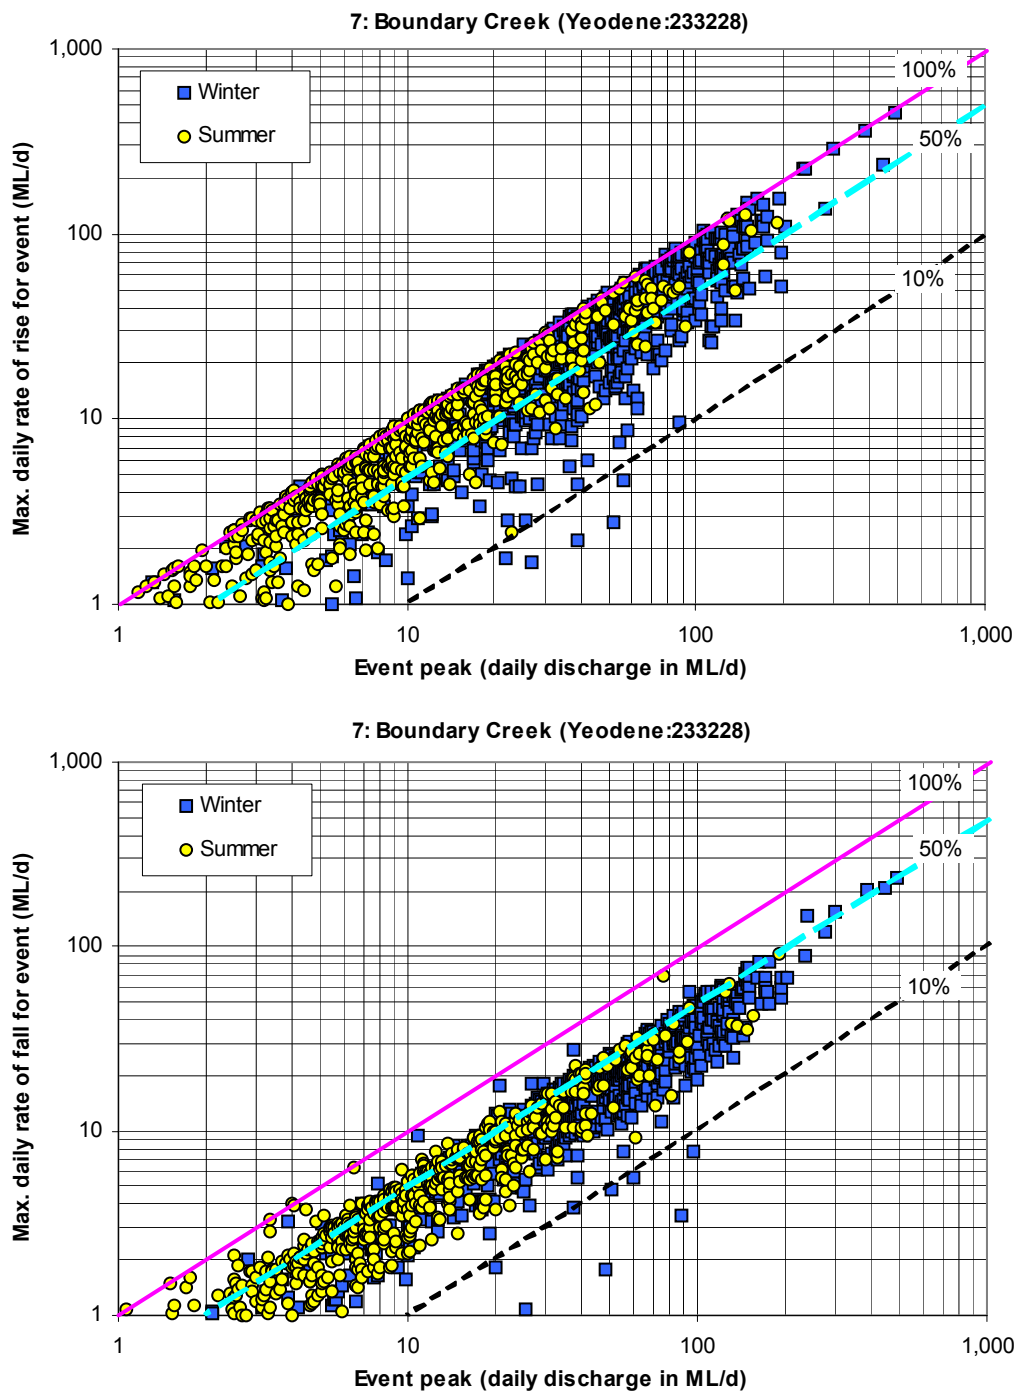 7: Boundary Creek (Yeodene:233228)
1,000
100
10
1
Max. daily rate of rise for event (ML/d)
Winter
Summer
100%
50%
10%
1
10
100
1,000
Event peak (daily discharge in ML/d)
7: Boundary Creek (Yeodene:233228)
1,000
100
10
1
Max. daily rate of fall for event (ML/d)
Winter
Summer
100%
50%
10%
1
10
100
1,000
Event peak (daily discharge in ML/d)